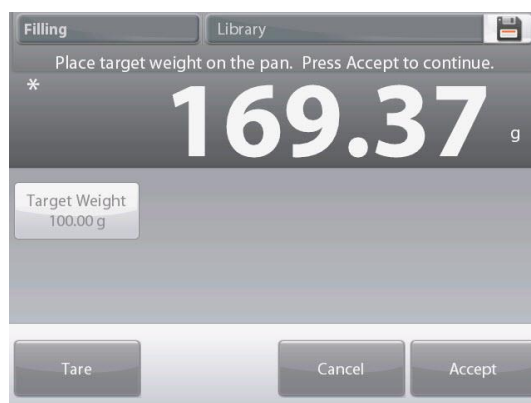 Filling Library
Place target weight on the pan. Press Accept to continue.
* 169.37 g
Target Weight
100.00 g
Tare Cancel Accept